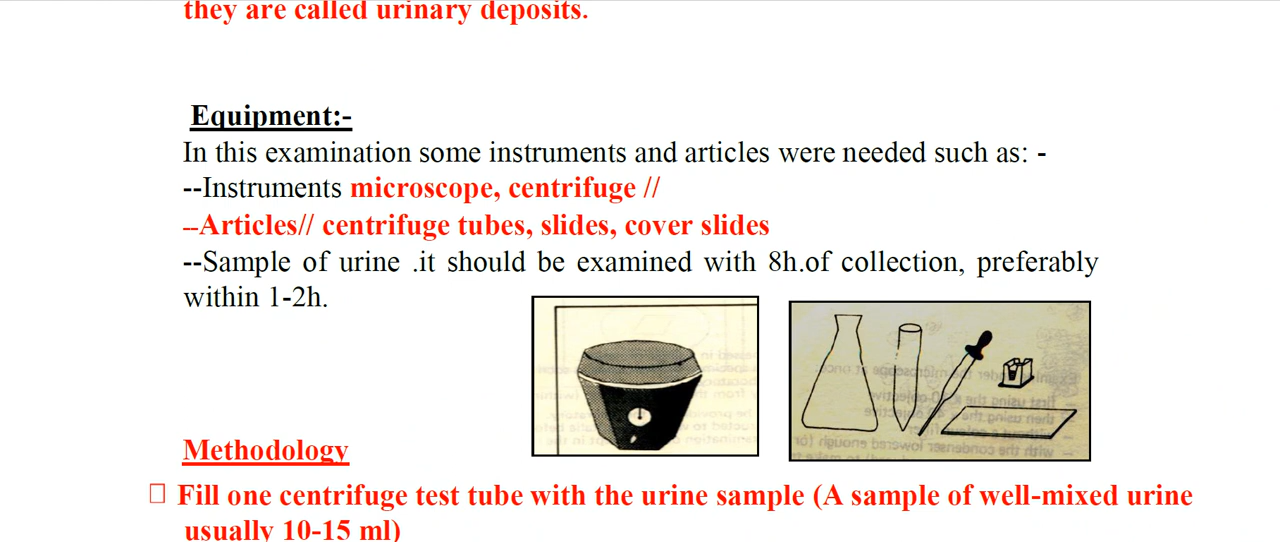 they are called urinary deposits.
Equipment:-
In this examination some instruments and articles were needed such as: -
--Instruments microscope, centrifuge //
--Articles// centrifuge tubes, slides, cover slides
--Sample of urine .it should be examined with 8h.of collection, preferably
within 1-2h.
Methodology
Fill one centrifuge test tube with the urine sample (A sample of well-mixed urine
usually 10-15 ml)